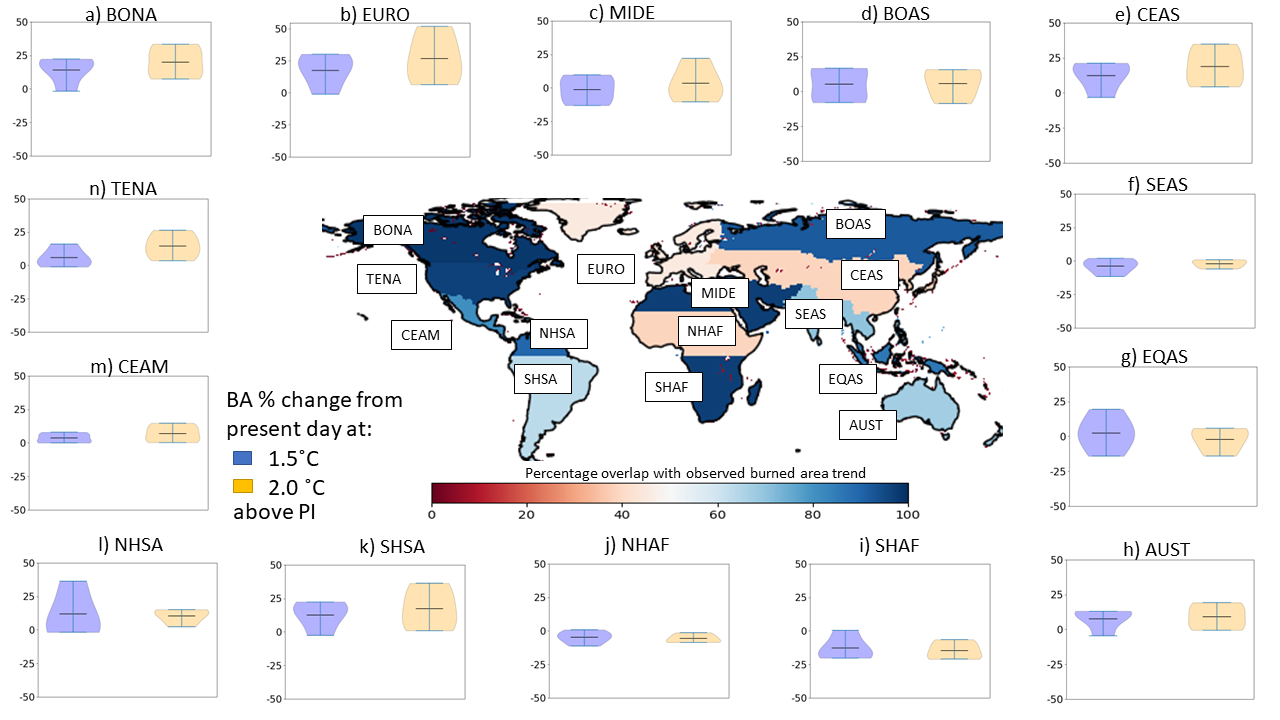 a) BONA
50
25
0
-25
-50
b) EURO
50
25
0
-25
-50
c) MIDE
50
25
0
-25
-50
d) BOAS
50
25
0
-25
-50
e) CEAS
50
25
0
-25
-50
n) TENA
50
25
0
-25
-50
BONA
TENA
CEAM
EURO
NHSA
SHSA
MIDE
NHAF
SHAF
BOAS
CEAS
SEAS
EQAS
AUST
f) SEAS
50
25
0
-25
-50
m) CEAM
50
25
0
-25
-50
BA % change from
present day at:
1.5˚C
2.0 ˚C
above PI
Percentage overlap with observed burned area trend
0 20 40 60 80 100
g) EQAS
50
25
0
-25
-50
l) NHSA
50
25
0
-25
-50
k) SHSA
50
25
0
-25
-50
j) NHAF
50
25
0
-25
-50
i) SHAF
50
25
0
-25
-50
h) AUST
50
25
0
-25
-50